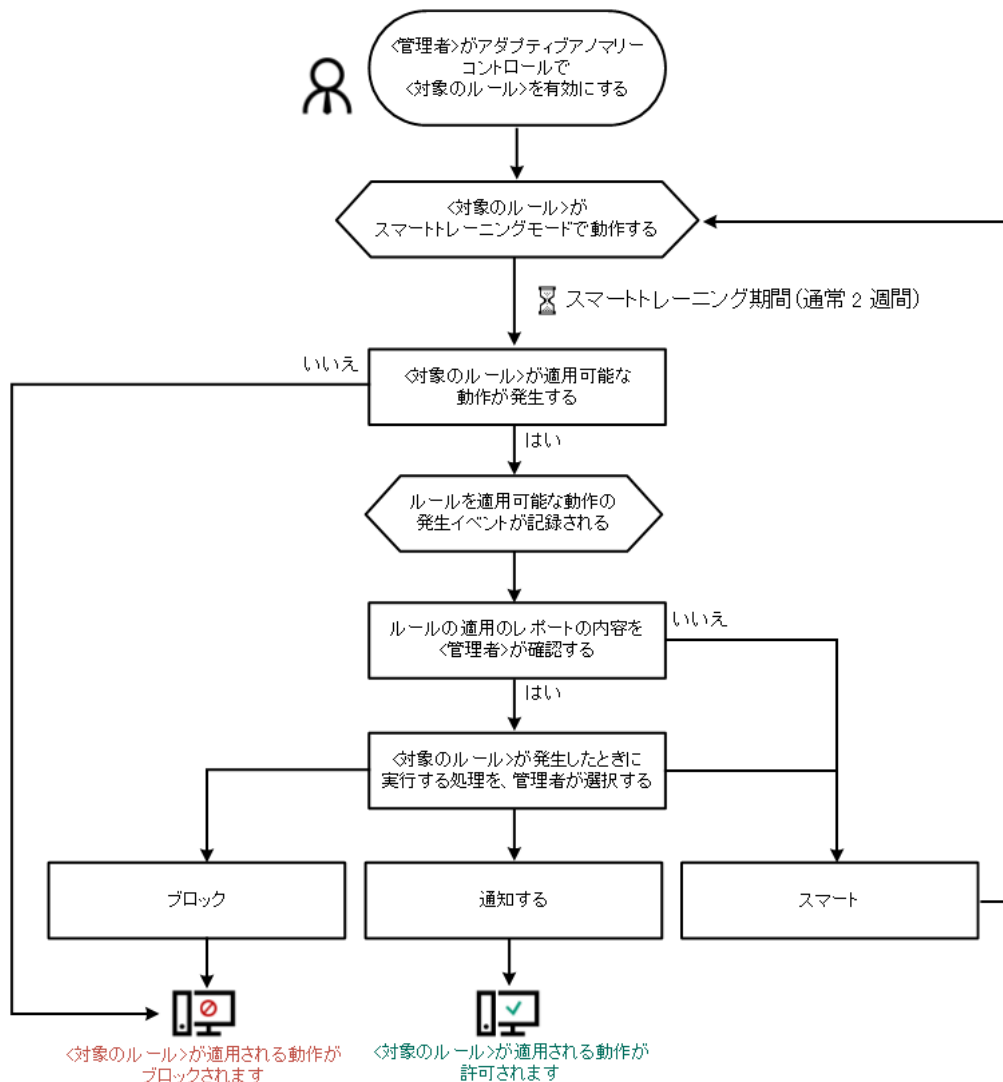 <管理者>がアダプティブアノマリー
コントロールで
<対象のルール>を有効にする
<対象のルール>が
スマートトレーニングモードで動作する
スマートトレーニング期間(通常 2 週間)
いいえ
<対象のルール>が適用可能な
動作が発生する
はい
ルールを適用可能な動作の
発生イベントが記録される
ルールの適用のレポートの内容を
<管理者>が確認する
いいえ
はい
<対象のルール>が発生したときに
実行する処理を、管理者が選択する
ブロック
通知する
スマート
<対象のルール>が適用される動作が
ブロックされます
<対象のルール>が適用される動作が
許可されます